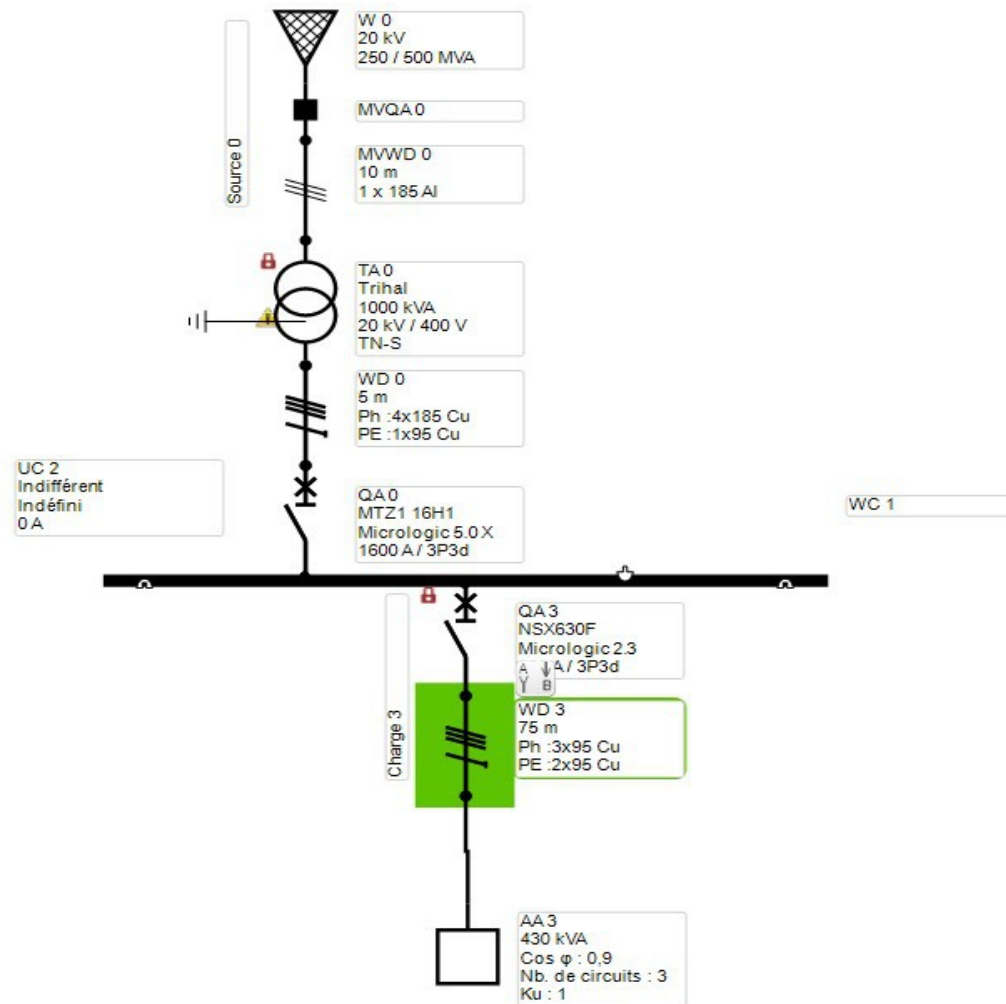 W 0
20 kV
250 / 500 MVA
MVQA 0
Source 0
MVWD 0
10 m
1 x 185 Al
TA 0
Trihal
1000 kVA
20 kV / 400 V
TN-S
WD 0
5 m
Ph :4x185 Cu
PE :1x95 Cu
UC 2
Indifférent
Indéfini
0 A
QA 0
MTZ1 16H1
Micrologic 5.0 X
1600 A / 3P3d
WC 1
QA 3
NSX630F
Micrologic 2.3
A / 3P3d
A
Y B
Charge 3
WD 3
75 m
Ph :3x95 Cu
PE :2x95 Cu
AA 3
430 kVA
Cos φ : 0,9
Nb. de circuits : 3
Ku : 1